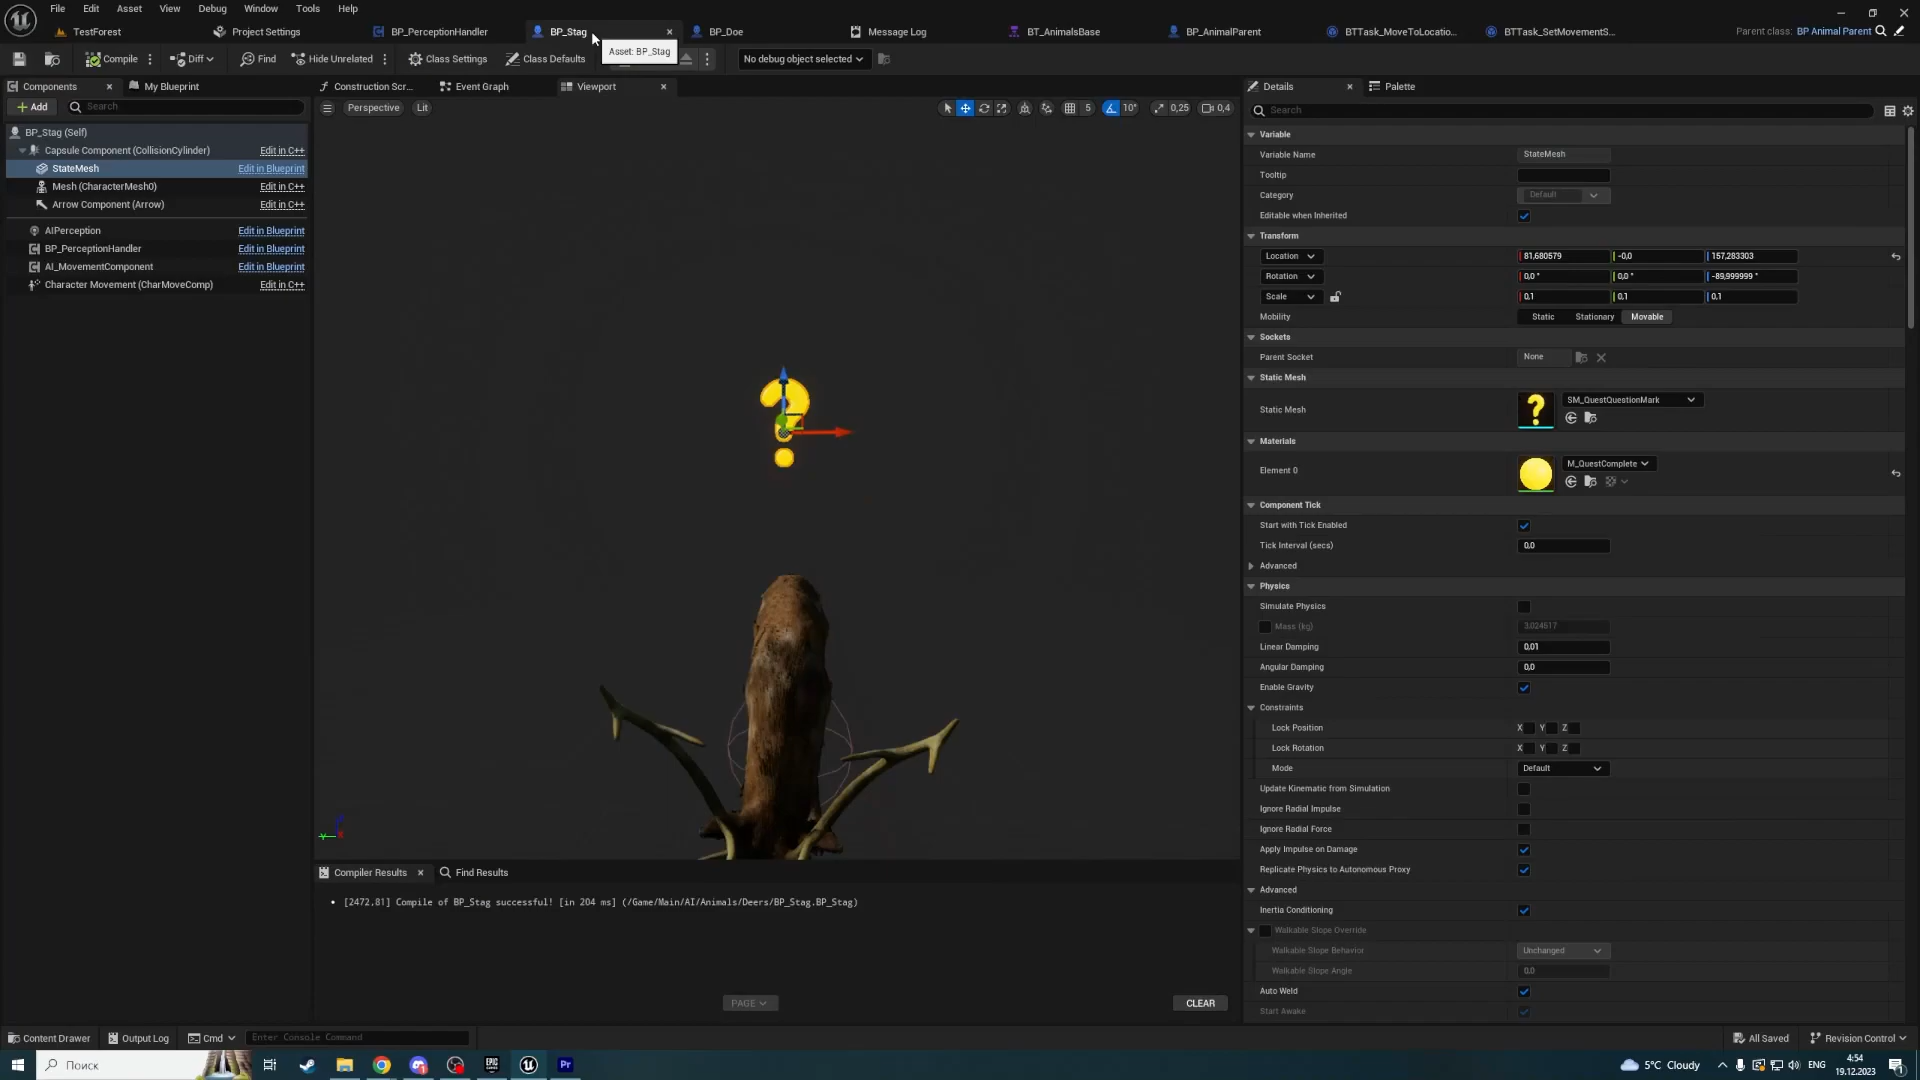 File Edit Asset View Debug Window Tools Help
TestForest Project Settings BP_PerceptionHandler BP_Stag BP_Doe Message Log BT_AnimalsBase BP_AnimalParent BTTask_MoveToLocatio... BTTask_SetMovementS... Parent class: BP Animal Parent
Asset: BP_Stag
Compile Diff Find Hide Unrelated Class Settings Class Defaults No debug object selected
Components My Blueprint Construction Scr... Event Graph Viewport Details Palette
Add Search Perspective Lit 5 10° 0,25 0,4 Search
BP_Stag (Self)
Capsule Component (CollisionCylinder) Edit in C++
StateMesh Edit in Blueprint
Mesh (CharacterMesh0) Edit in C++
Arrow Component (Arrow) Edit in C++
AIPerception Edit in Blueprint
BP_PerceptionHandler Edit in Blueprint
AI_MovementComponent Edit in Blueprint
Character Movement (CharMoveComp) Edit in C++
Variable
Variable Name StateMesh
Tooltip
Category Default
Editable when Inherited
Transform
Location 81,680579 -0,0 157,283303
Rotation 0,0 ° 0,0 ° -89,999999 °
Scale 0,1 0,1 0,1
Mobility Static Stationary Movable
Sockets
Parent Socket None
Static Mesh
Static Mesh SM_QuestQuestionMark
Materials
Element 0 M_QuestComplete
Component Tick
Start with Tick Enabled
Tick Interval (secs) 0,0
Advanced
Physics
Simulate Physics
Mass (kg) 3.024617
Linear Damping 0,01
Angular Damping 0,0
Enable Gravity
Constraints
Lock Position X Y Z
Lock Rotation X Y Z
Mode Default
Update Kinematic from Simulation
Ignore Radial Impulse
Ignore Radial Force
Apply Impulse on Damage
Replicate Physics to Autonomous Proxy
Advanced
Inertia Conditioning
Walkable Slope Override
Walkable Slope Behavior Unchanged
Walkable Slope Angle 0,0
Auto Weld
Start Awake
?
Compiler Results Find Results
[2472,81] Compile of BP_Stag successful! [in 204 ms] (/Game/Main/AI/Animals/Deers/BP_Stag.BP_Stag)
PAGE CLEAR
Content Drawer Output Log Cmd Enter Console Command All Saved Revision Control
Поиск Pr 5°C Cloudy ENG 4:54
19.12.2023